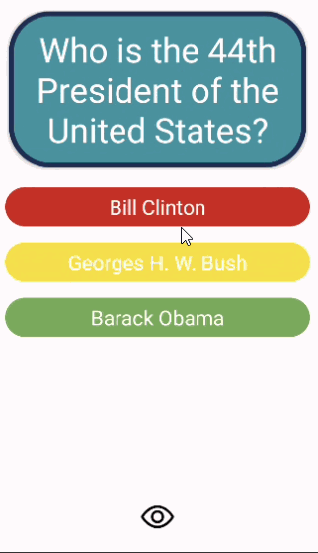 Who is the 44th
President of the
United States?
Bill Clinton
Georges H. W. Bush
Barack Obama